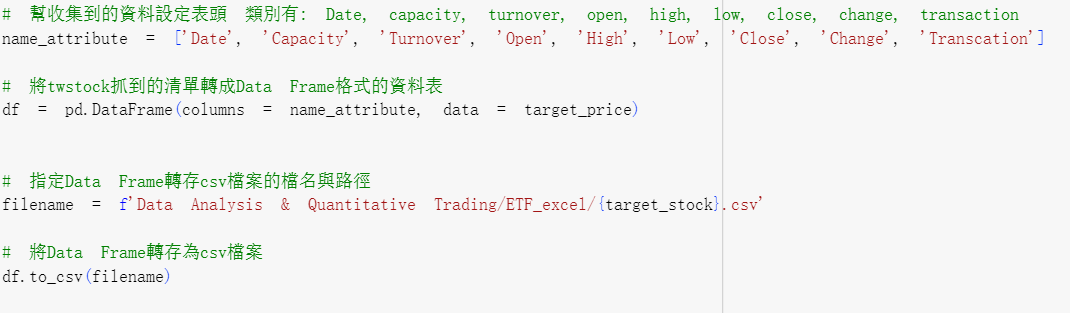 # 幫收集到的資料設定表頭 類別有: Date, capacity, turnover, open, high, low, close, change, transaction
name_attribute = ['Date', 'Capacity', 'Turnover', 'Open', 'High', 'Low', 'Close', 'Change', 'Transcation']
# 將twstock抓到的清單轉成Data Frame格式的資料表
df = pd.DataFrame(columns = name_attribute, data = target_price)
# 指定Data Frame轉存csv檔案的檔名與路徑
filename = f'Data Analysis & Quantitative Trading/ETF_excel/{target_stock}.csv'
# 將Data Frame轉存為csv檔案
df.to_csv(filename)